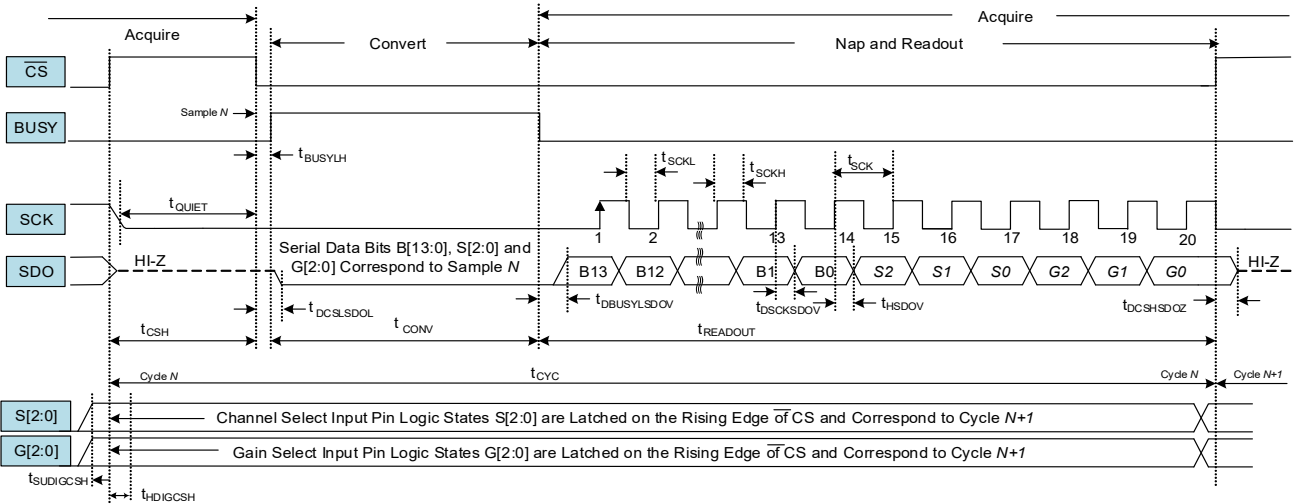 Acquire
Acquire
Convert
Nap and Readout
CS
Sample N
BUSY
tBUSYLH
tSCKL
tSCKH
tSCK
tQUIET
SCK
1 2 13 14 15 16 17 18 19 20
Serial Data Bits B[13:0], S[2:0] and
G[2:0] Correspond to Sample N
SDO
HI-Z
B13 B12 B1 B0 S2 S1 S0 G2 G1 G0
HI-Z
tDCSLSDOL
tDBUSYLSDOV
tDSCKSDOV
tHSDOV
tDCSHSDOZ
tCSH
tCONV
tREADOUT
Cycle N
tCYC
Cycle N
Cycle N+1
S[2:0]
Channel Select Input Pin Logic States S[2:0] are Latched on the Rising Edge of CS and Correspond to Cycle N+1
G[2:0]
Gain Select Input Pin Logic States G[2:0] are Latched on the Rising Edge of CS and Correspond to Cycle N+1
tSUDIGCSH
tHDIGCSH